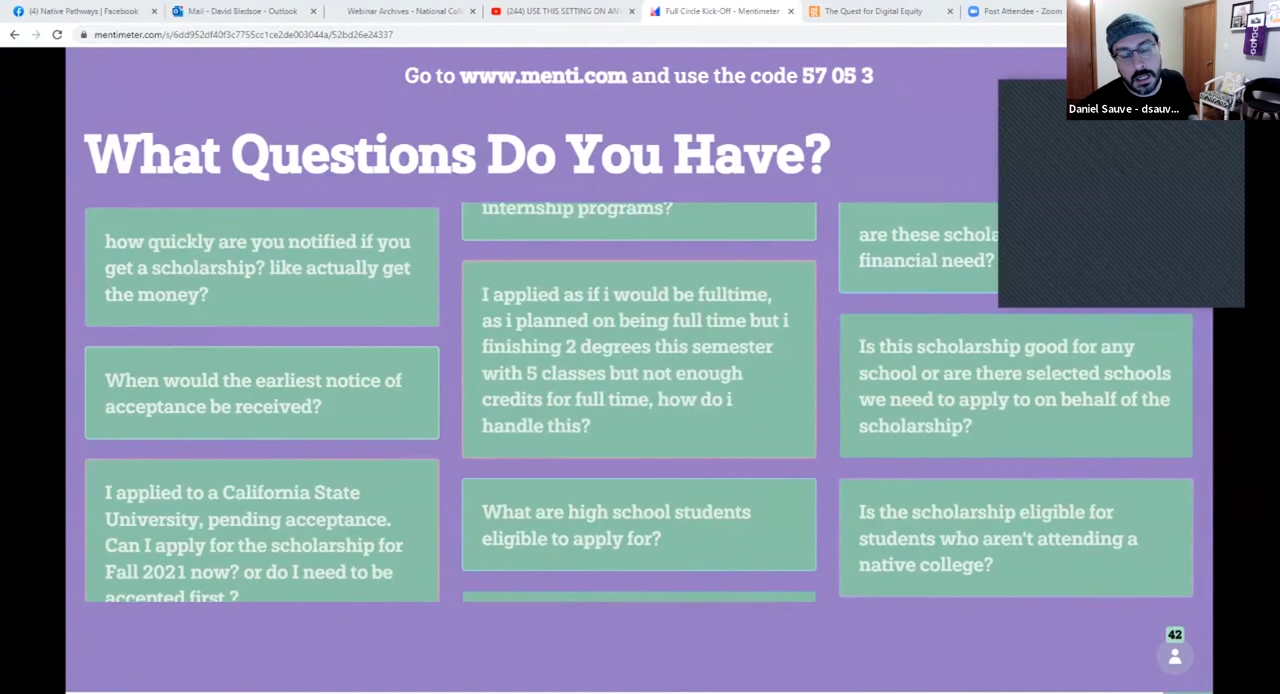 (4) Native Pathways | Facebook
Mail - David Bledsoe - Outlook
Webinar Archives - National Coll
(244) USE THIS SETTING ON AN
Full Circle Kick-Off - Mentimeter
The Quest for Digital Equity
Post Attendee - Zoom
mentimeter.com/s/6dd952df40f3c7755cc1ce2de003044a/52bd26e24337
Daniel Sauve - dsauv...
Go to www.menti.com and use the code 57 05 3
What Questions Do You Have?
how quickly are you notified if you
get a scholarship? like actually get
the money?
When would the earliest notice of
acceptance be received?
I applied to a California State
University, pending acceptance.
Can I apply for the scholarship for
Fall 2021 now? or do I need to be
accepted first ?
internship programs?
I applied as if i would be fulltime,
as i planned on being full time but i
finishing 2 degrees this semester
with 5 classes but not enough
credits for full time, how do i
handle this?
What are high school students
eligible to apply for?
are these schola
financial need?
Is this scholarship good for any
school or are there selected schools
we need to apply to on behalf of the
scholarship?
Is the scholarship eligible for
students who aren't attending a
native college?
42